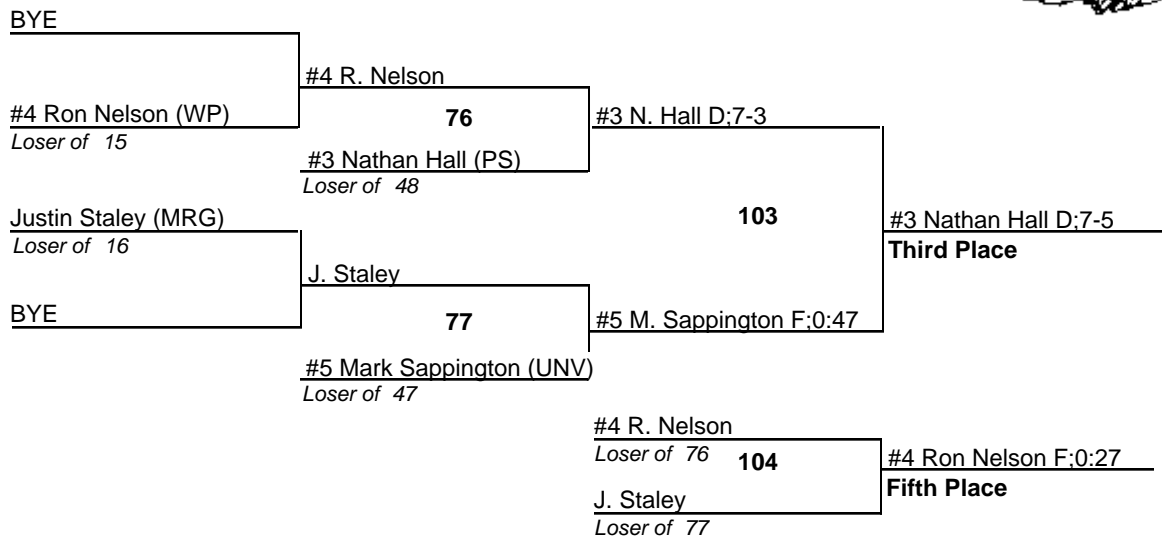 BYE
#4 R. Nelson
#4 Ron Nelson (WP)
Loser of 15
76
#3 N. Hall D;7-3
#3 Nathan Hall (PS)
Loser of 48
Justin Staley (MRG)
Loser of 16
103
#3 Nathan Hall D;7-5
Third Place
J. Staley
BYE
77
#5 M. Sappington F;0:47
#5 Mark Sappington (UNV)
Loser of 47
#4 R. Nelson
Loser of 76
104
#4 Ron Nelson F;0:27
Fifth Place
J. Staley
Loser of 77